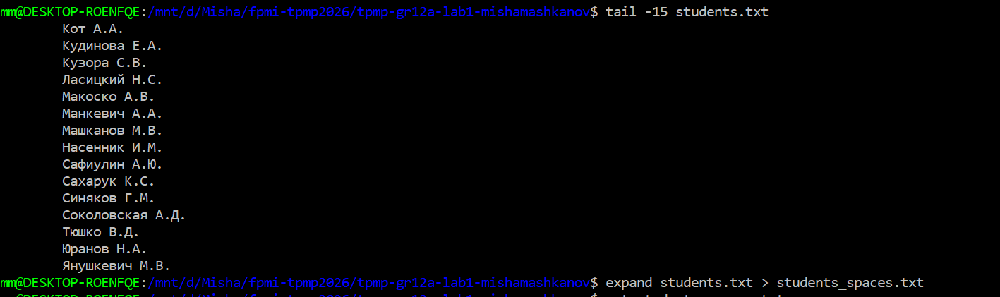 mm@DESKTOP-ROENFQE:/mnt/d/Misha/fpmi-tpmp2026/tpmp-gr12a-lab1-mishamashkanov$ tail -15 students.txt
Кот А.А.
Кудинова Е.А.
Кузора С.В.
Ласицкий Н.С.
Макоско А.В.
Манкевич А.А.
Машканов М.В.
Насенник И.М.
Сафиулин А.Ю.
Сахарук К.С.
Синяков Г.М.
Соколовская А.Д.
Тюшко В.Д.
Юранов Н.А.
Янушкевич М.В.
mm@DESKTOP-ROENFQE:/mnt/d/Misha/fpmi-tpmp2026/tpmp-gr12a-lab1-mishamashkanov$ expand students.txt > students_spaces.txt